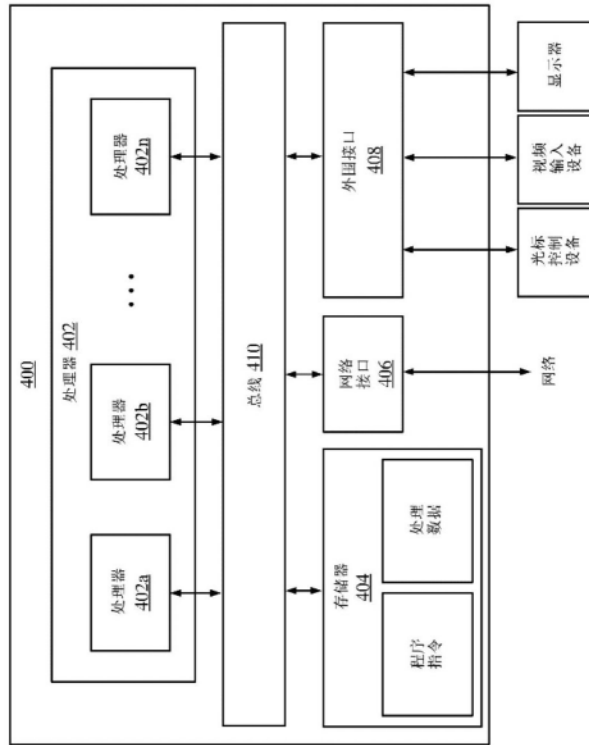 400
处理器 402
处理器
402a
处理器
402b
...
处理器
402n
总线 410
存储器
404
程序
指令
处理
数据
网络
接口
406
外围接口
408
网络
光标
控制
设备
视频
输入
设备
显示器